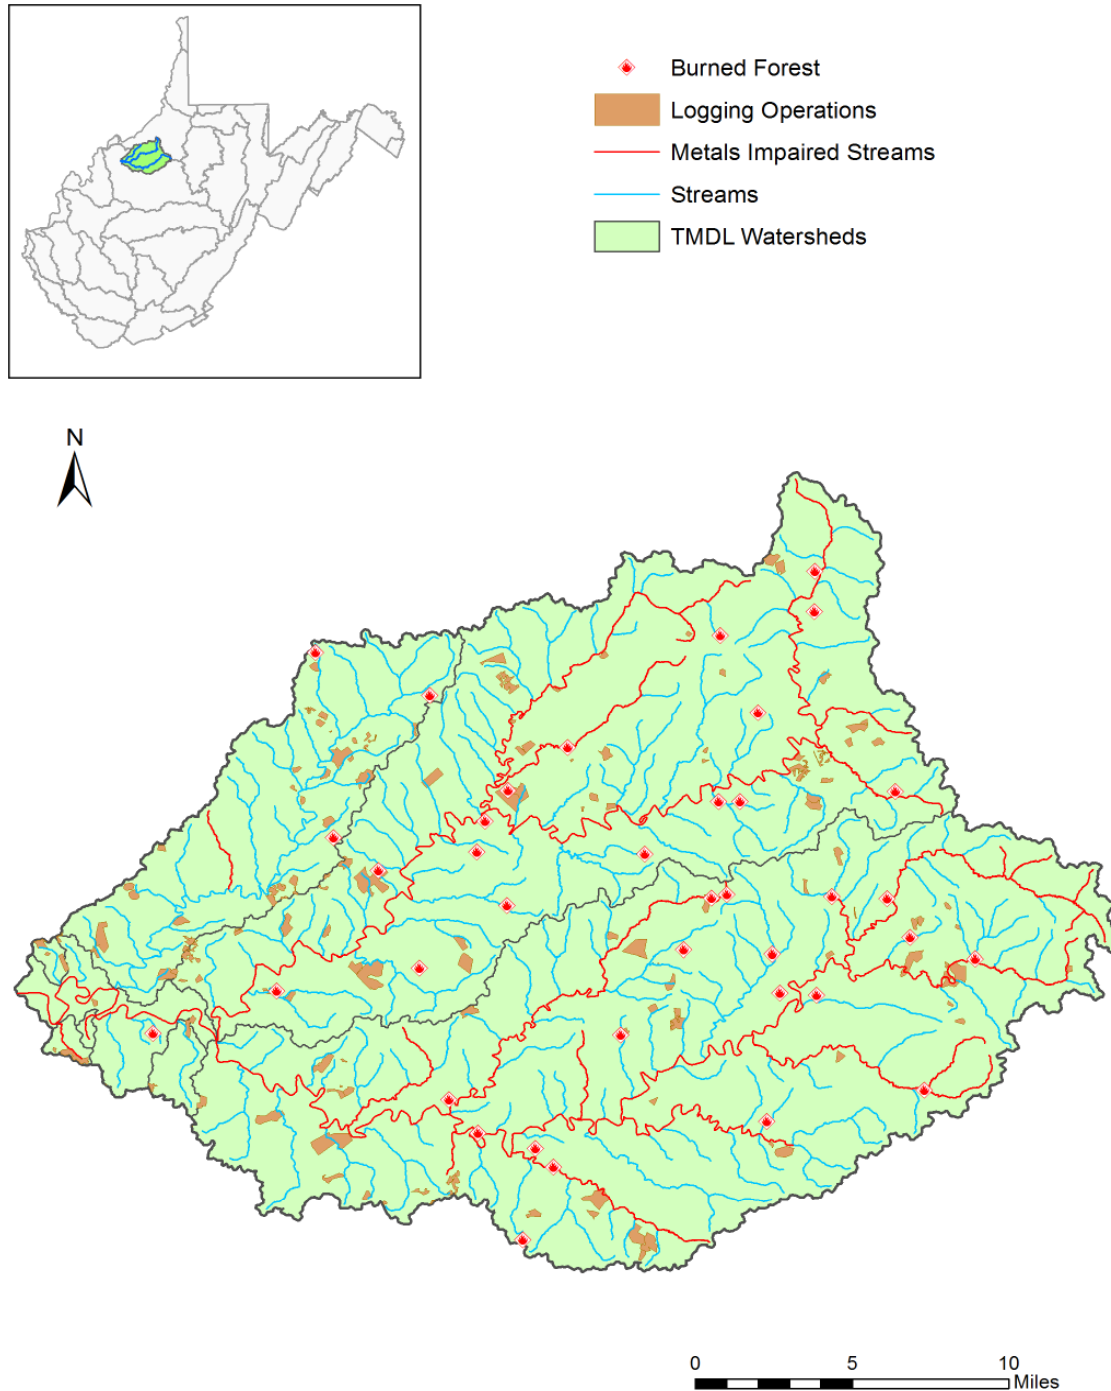 Burned Forest
Logging Operations
Metals Impaired Streams
Streams
TMDL Watersheds
N
0 5 10
Miles